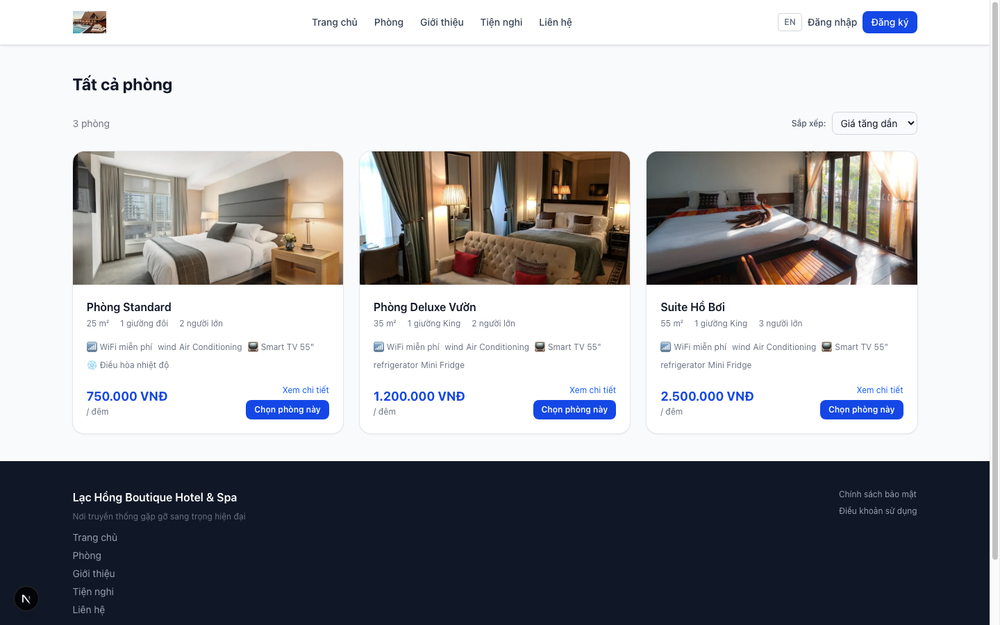 Trang chủ Phòng Giới thiệu Tiện nghi Liên hệ EN Đăng nhập Đăng ký
Tất cả phòng
3 phòng Sắp xếp: Giá tăng dần
Phòng Standard
25 m² 1 giường đôi 2 người lớn
WiFi miễn phí wind Air Conditioning Smart TV 55"
Điều hòa nhiệt độ
750.000 VNĐ
/ đêm
Xem chi tiết
Chọn phòng này
Phòng Deluxe Vườn
35 m² 1 giường King 2 người lớn
WiFi miễn phí wind Air Conditioning Smart TV 55"
refrigerator Mini Fridge
1.200.000 VNĐ
/ đêm
Xem chi tiết
Chọn phòng này
Suite Hồ Bơi
55 m² 1 giường King 3 người lớn
WiFi miễn phí wind Air Conditioning Smart TV 55"
refrigerator Mini Fridge
2.500.000 VNĐ
/ đêm
Xem chi tiết
Chọn phòng này
Lạc Hồng Boutique Hotel & Spa
Nơi truyền thống gặp gỡ sang trọng hiện đại
Trang chủ
Phòng
Giới thiệu
Tiện nghi
Liên hệ
Chính sách bảo mật
Điều khoản sử dụng
N